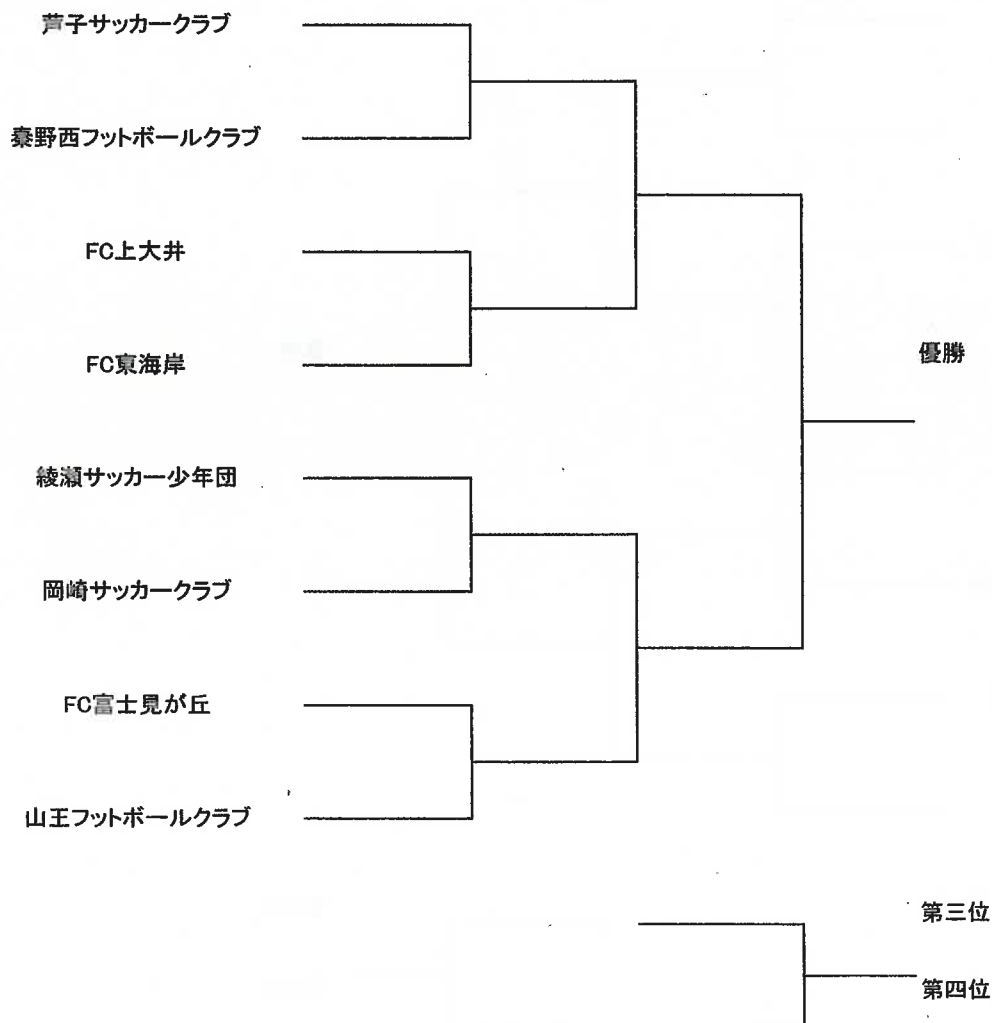 芦子サッカークラブ
秦野西フットボールクラブ
FC上大井
FC東海岸
優勝
綾瀬サッカー少年団
岡崎サッカークラブ
FC富士見が丘
山王フットボールクラブ
第三位
第四位